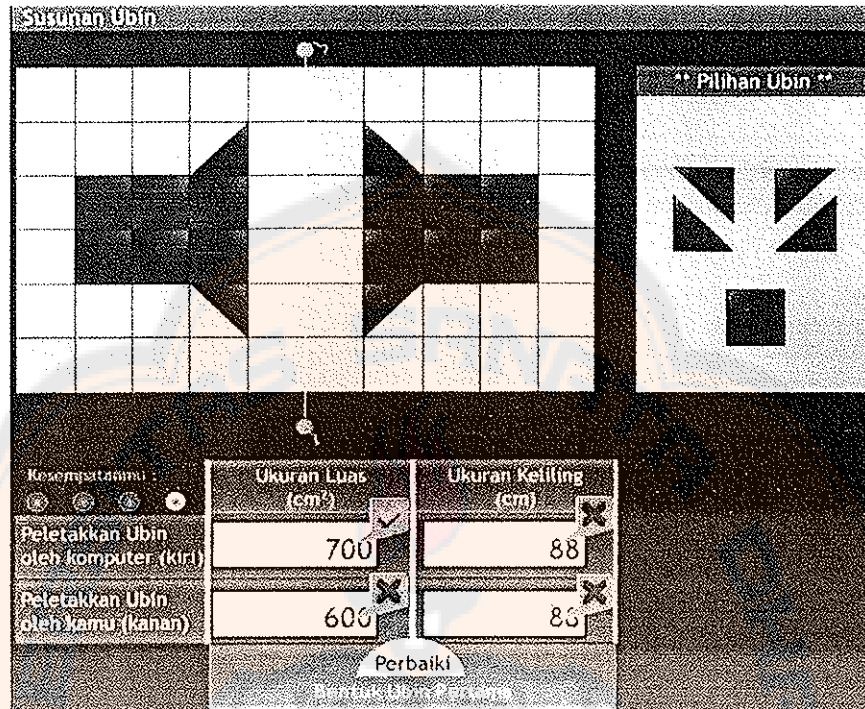 Susunan Ubin
** Pilihan Ubin **
Kesempatanmu :
Ukuran Luas
(cm²)
Ukuran Keliling
(cm)
Peletakkan Ubin
oleh komputer (kiri)
700
88
Peletakkan Ubin
oleh kamu (kanan)
600
Perbaiki
Bentuk Ubin Pertama